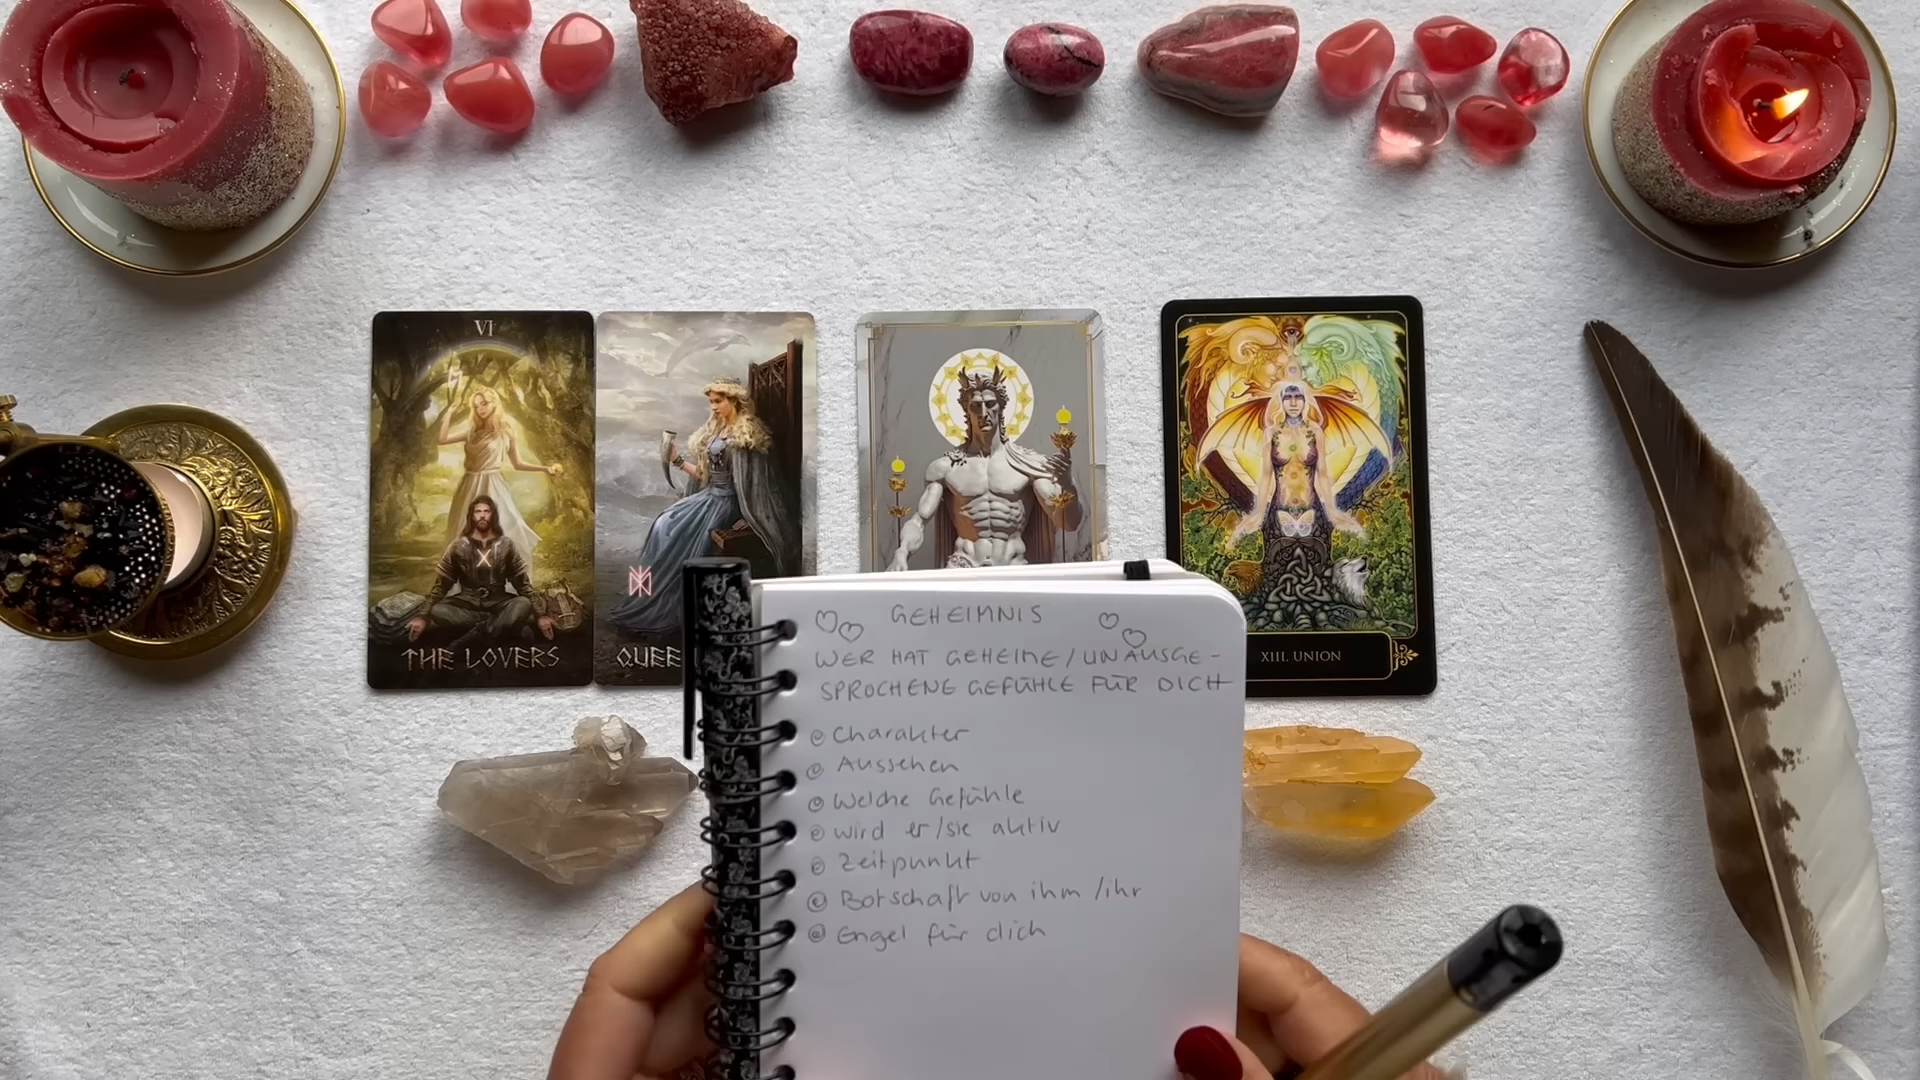 VI
THE LOVERS
QUEE
XIII. UNION
GEHEIMNIS
WER HAT GEHEIME/UNAUSGE-
SPROCHENE GEFÜHLE FÜR DICH
Charakter
Aussehen
Welche Gefühle
wird er/sie aktiv
Zeitpunkt
Botschaft von ihm/ihr
Engel für dich